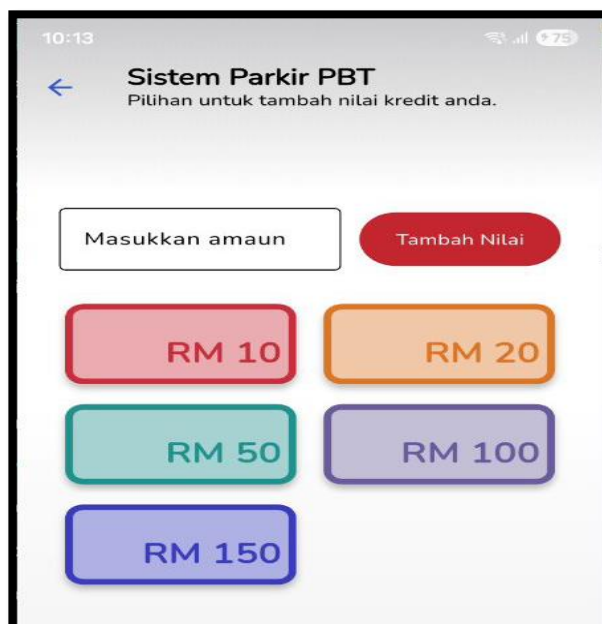 10:13
75
Sistem Parkir PBT
Pilihan untuk tambah nilai kredit anda.
Masukkan amaun
Tambah Nilai
RM 10
RM 20
RM 50
RM 100
RM 150